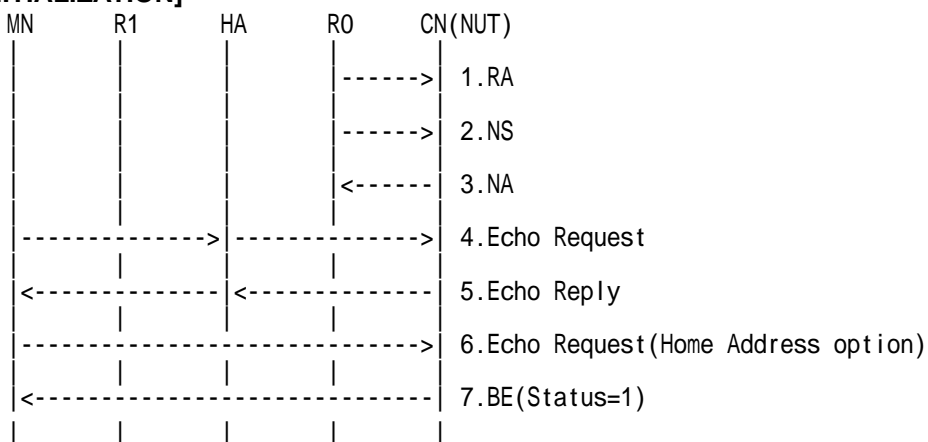 MN R1 HA R0 CN(NUT)
1.RA
2.NS
3.NA
4.Echo Request
5.Echo Reply
6.Echo Request(Home Address option)
7.BE(Status=1)